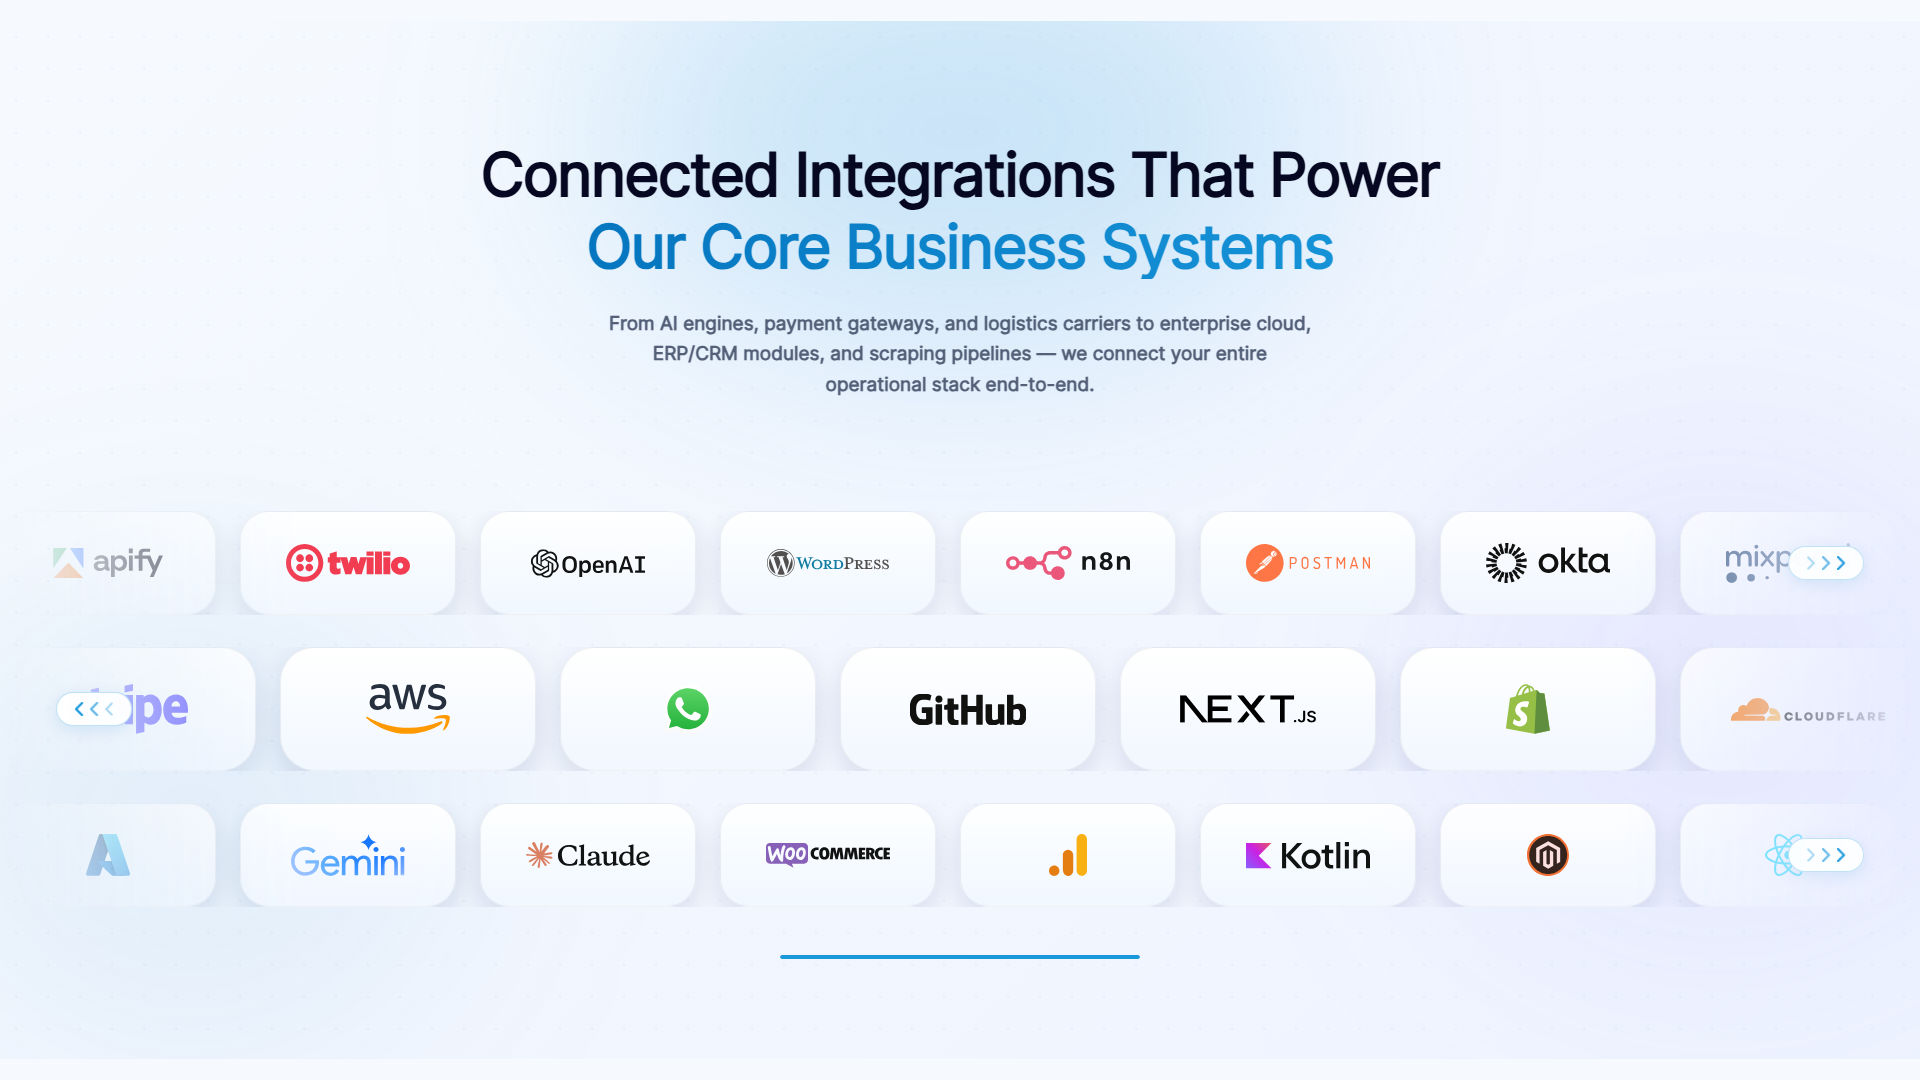 Connected Integrations That Power
Our Core Business Systems
From AI engines, payment gateways, and logistics carriers to enterprise cloud,
ERP/CRM modules, and scraping pipelines — we connect your entire
operational stack end-to-end.
apify
twilio
OpenAI
WORDPRESS
n8n
POSTMAN
okta
mixp
ipe
aws
GitHub
NEXT.JS
S
CLOUDFLARE
Gemini
Claude
WOO COMMERCE
Kotlin